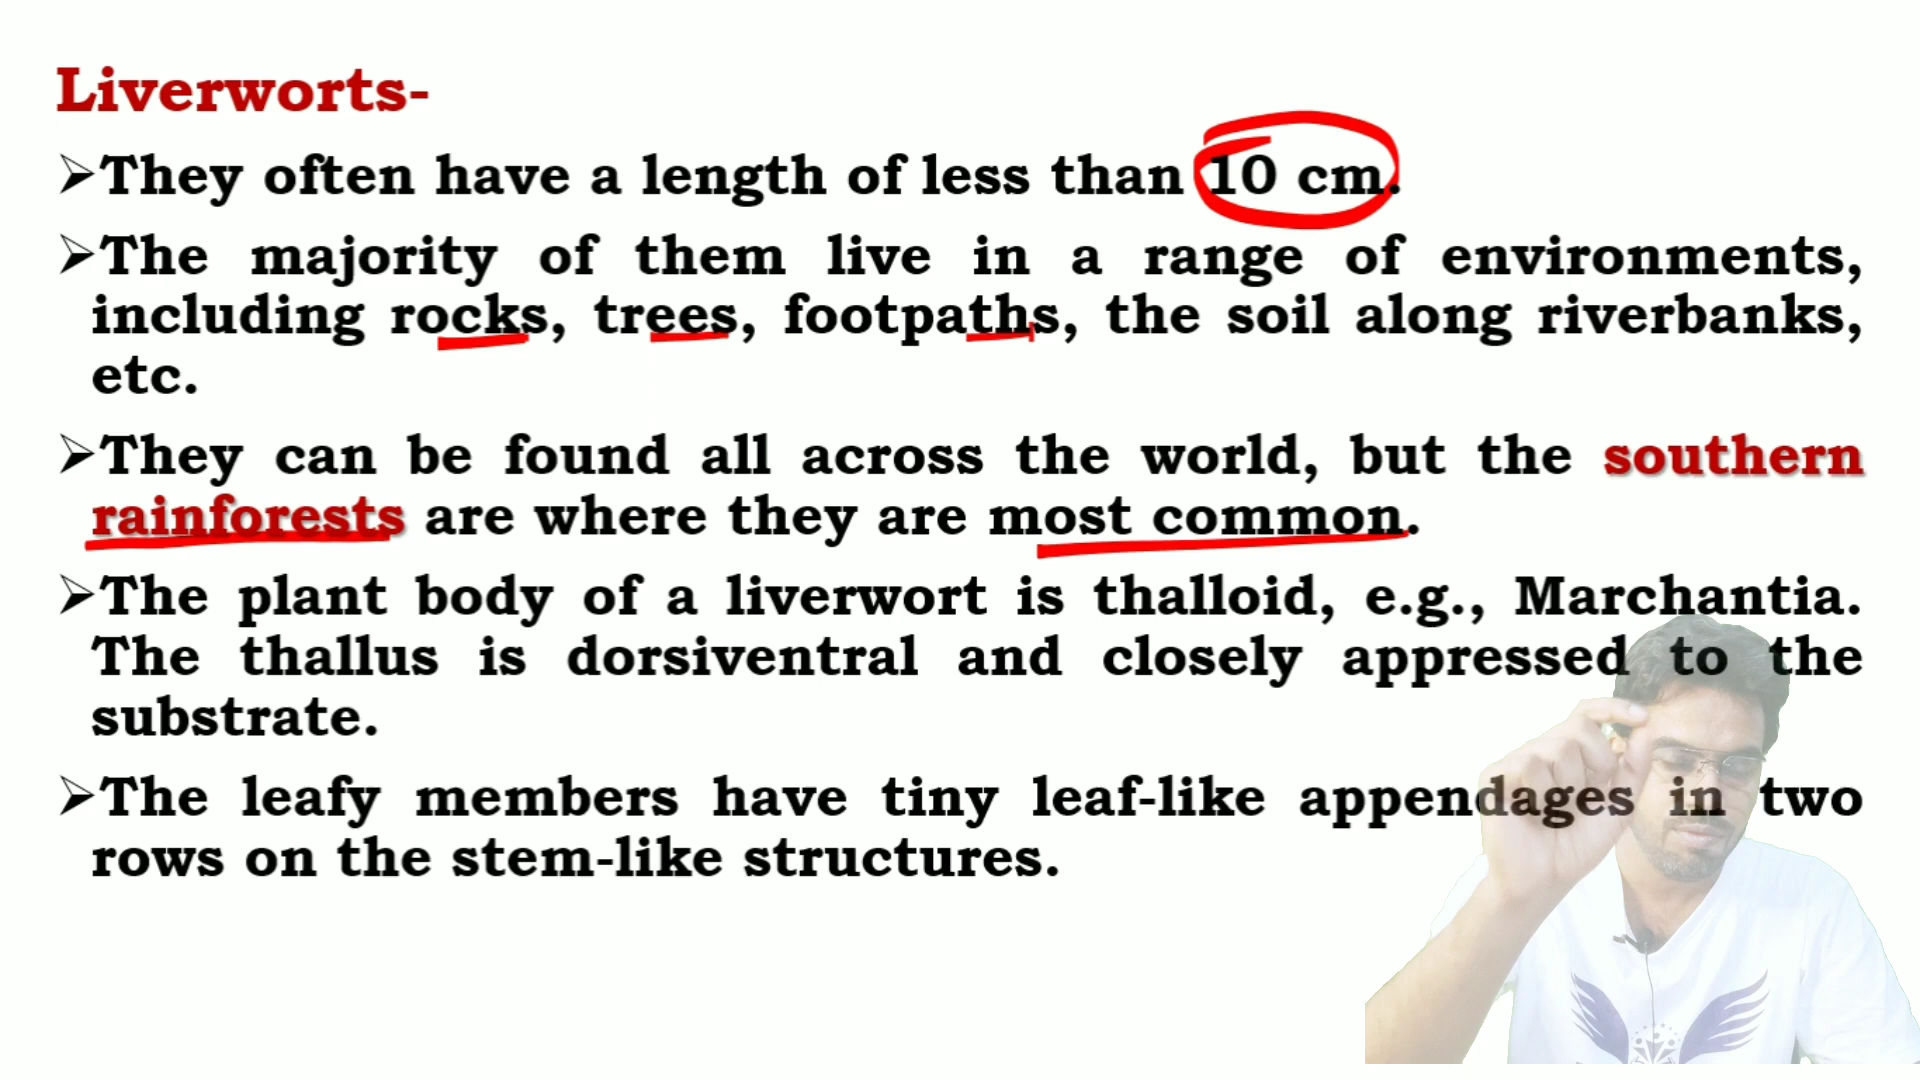 Liverworts-
➢They often have a length of less than 10 cm.
➢The majority of them live in a range of environments,
including rocks, trees, footpaths, the soil along riverbanks,
etc.
➢They can be found all across the world, but the southern
rainforests are where they are most common.
➢The plant body of a liverwort is thalloid, e.g., Marchantia.
The thallus is dorsiventral and closely appressed to the
substrate.
➢The leafy members have tiny leaf-like appendages in two
rows on the stem-like structures.